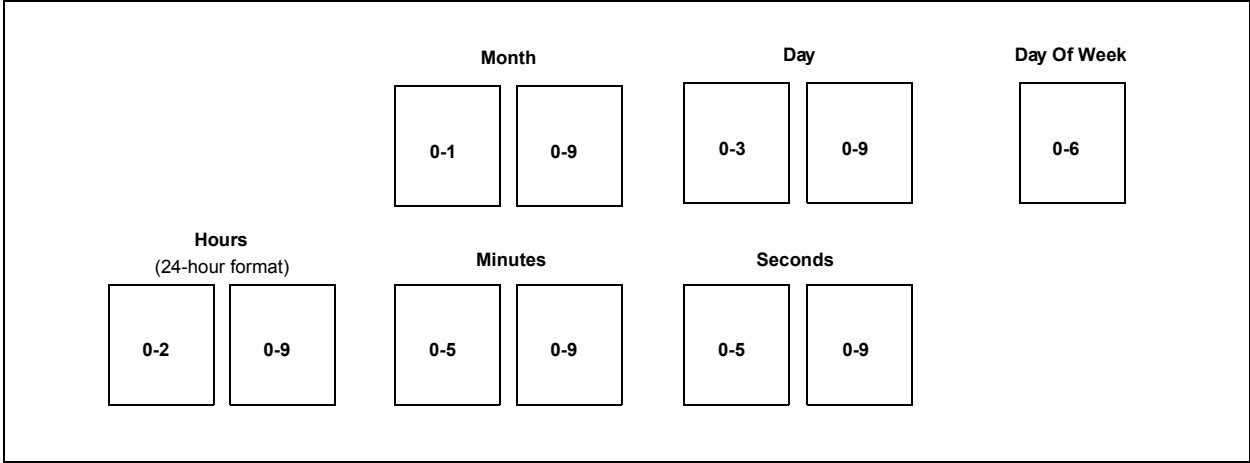 Month Day Day Of Week
0-1 0-9 0-3 0-9 0-6
Hours
(24-hour format)
Minutes Seconds
0-2 0-9 0-5 0-9 0-5 0-9